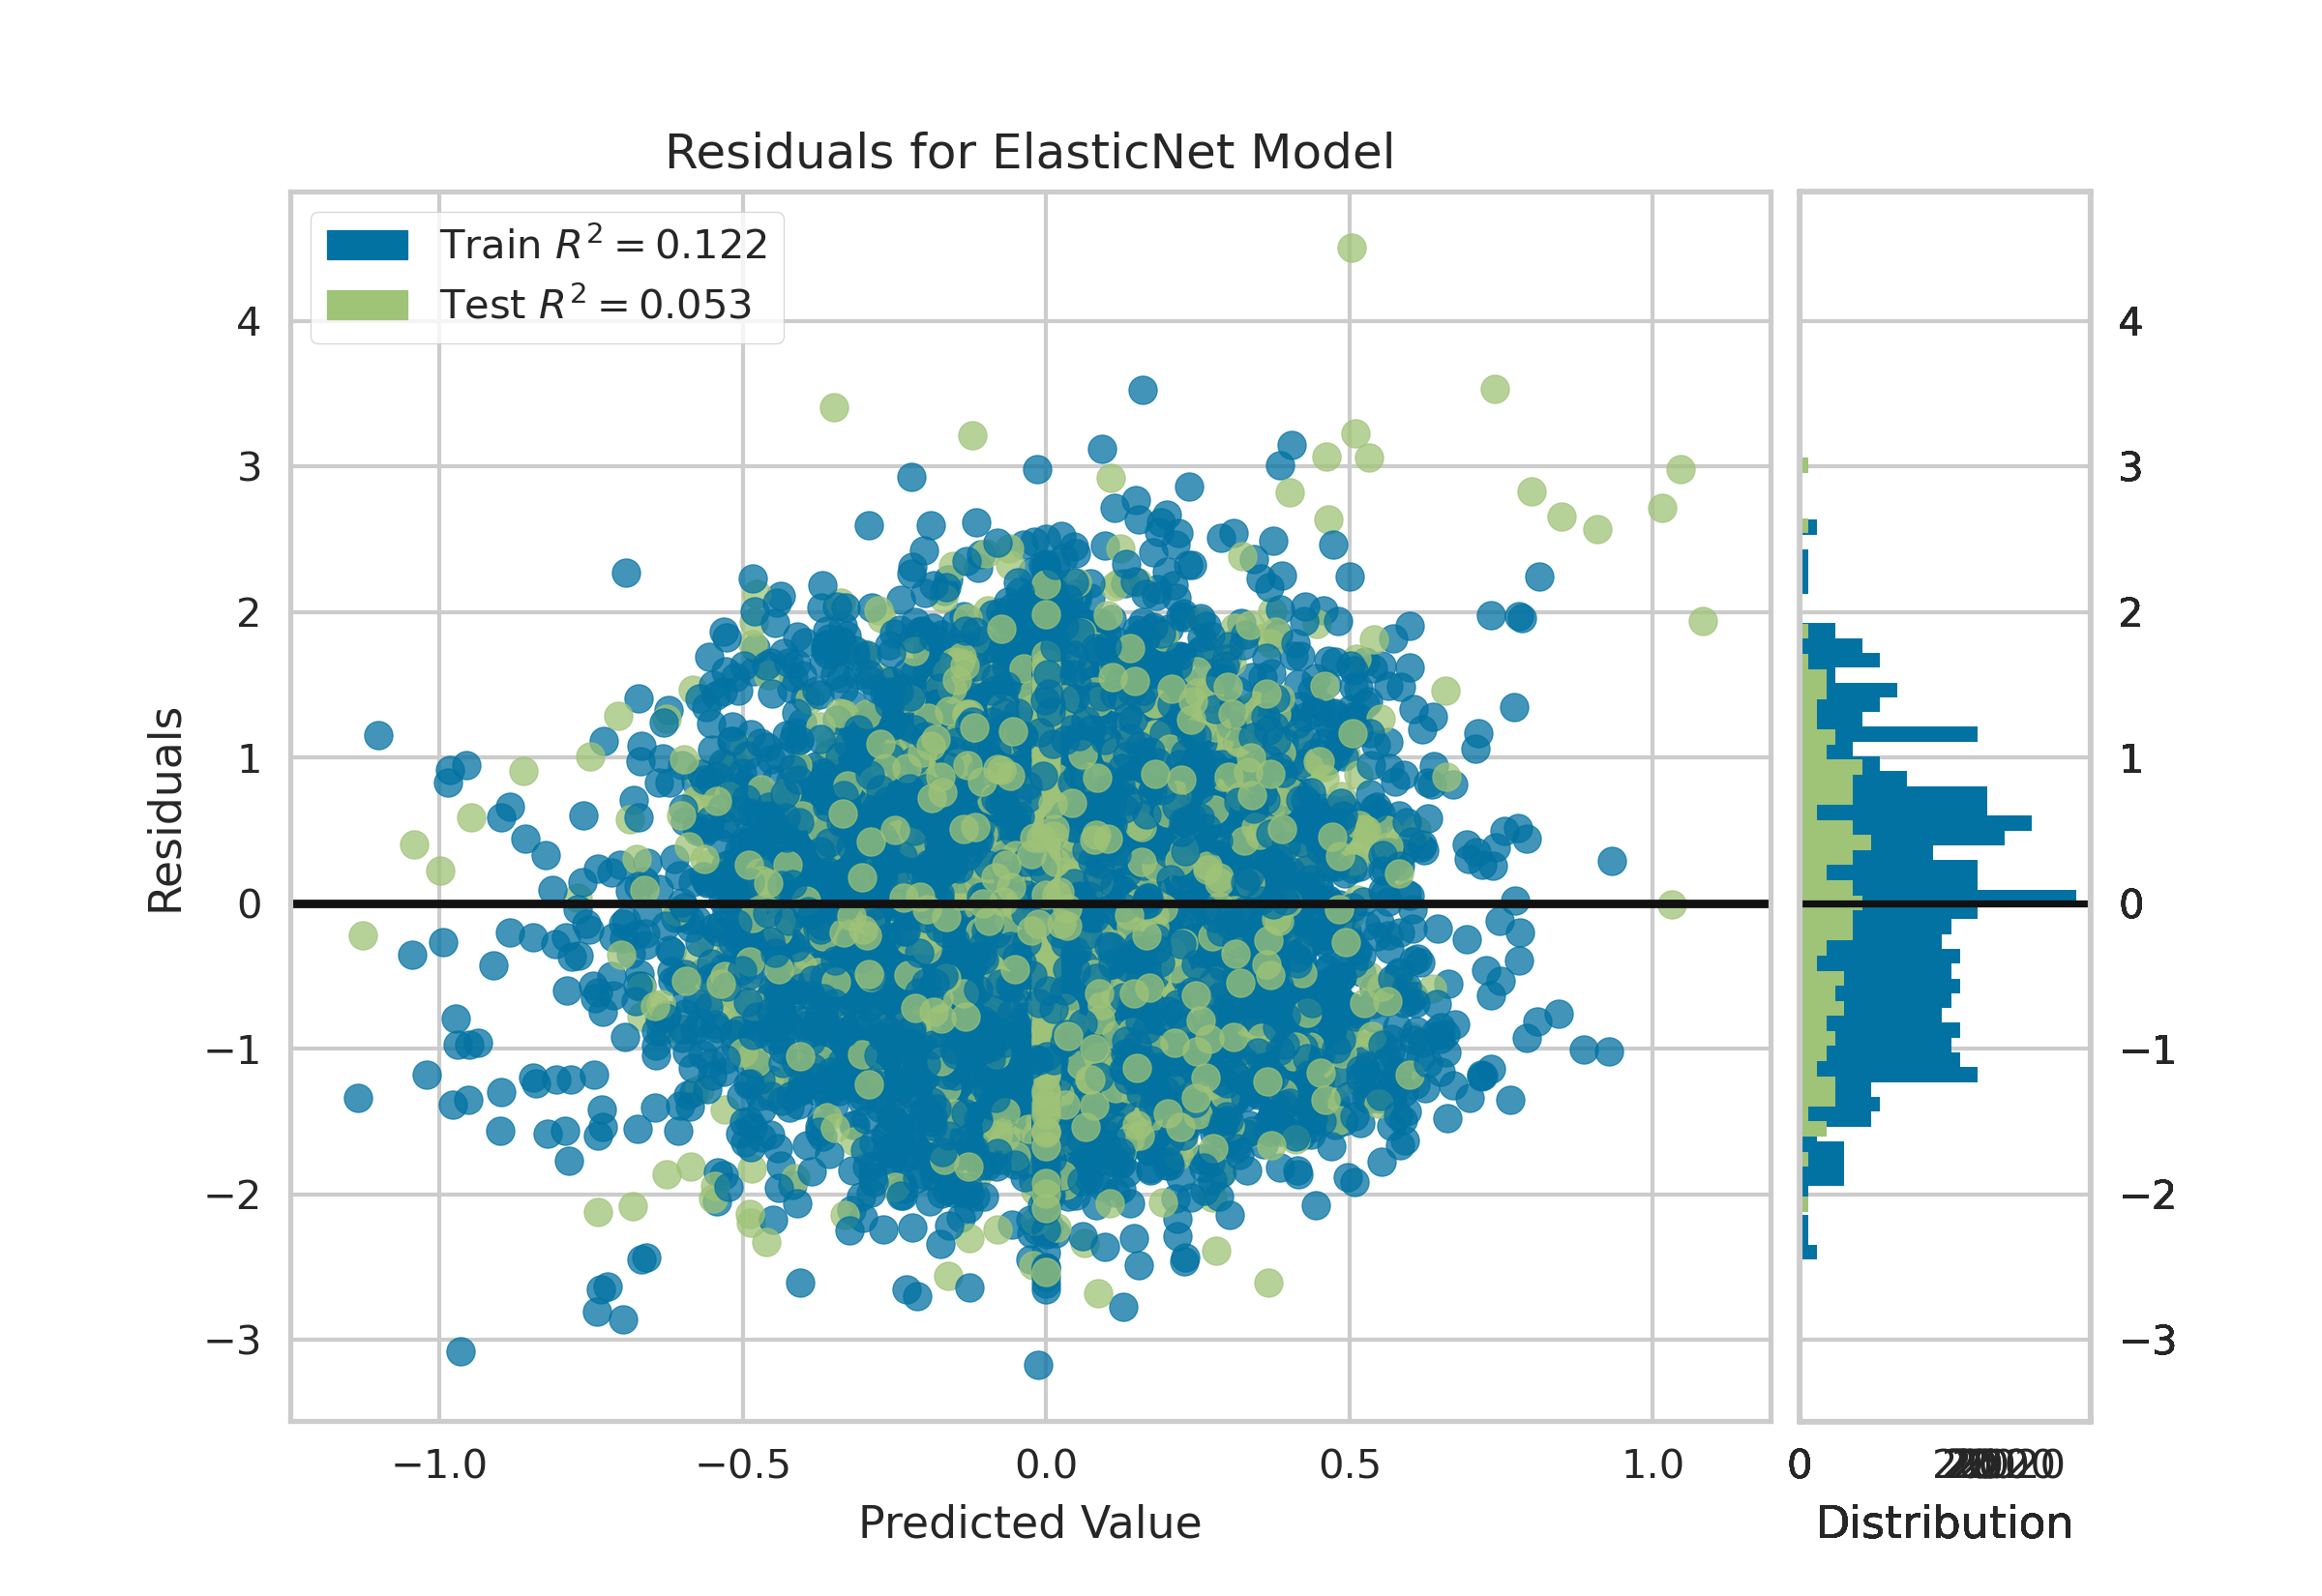 Residuals for ElasticNet Model
Train R² = 0.122
Test R² = 0.053
Residuals
4
3
2
1
0
−1
−2
−3
−1.0 −0.5 0.0 0.5 1.0
Predicted Value
4
3
2
1
0
−1
−2
−3
0
Distribution